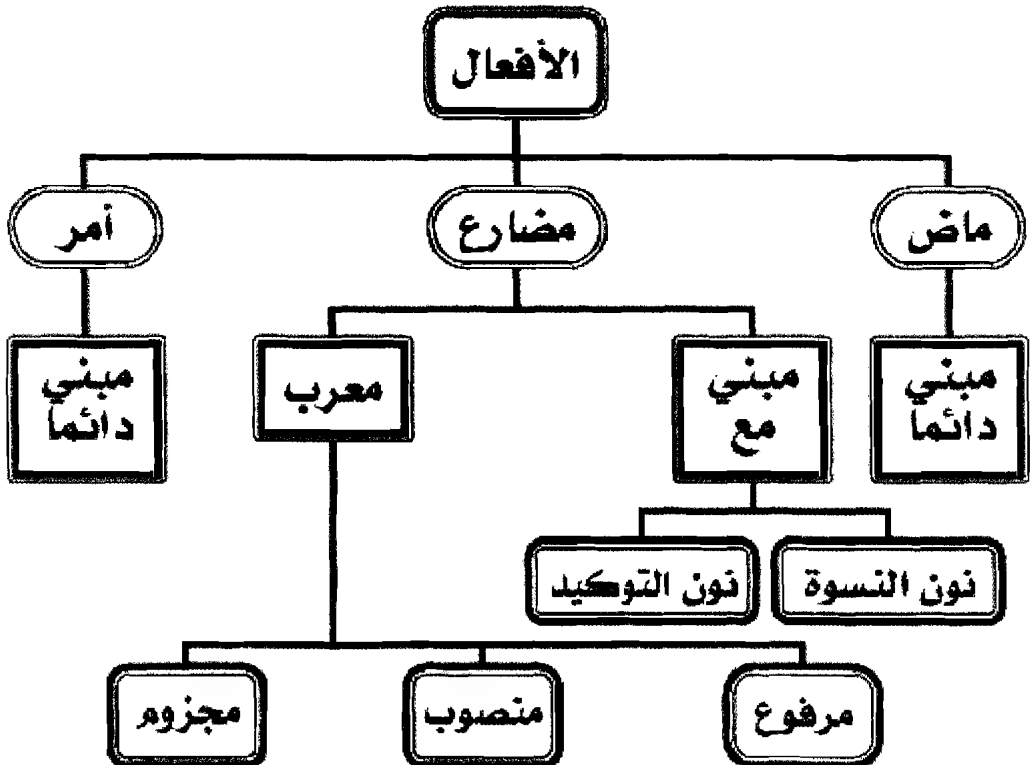 الأفعال
ماض
مضارع
أمر
مبني
دائما
مبني
مع
معرب
مبني
دائما
نون النسوة
نون التوكيد
مرفوع
منصوب
مجزوم